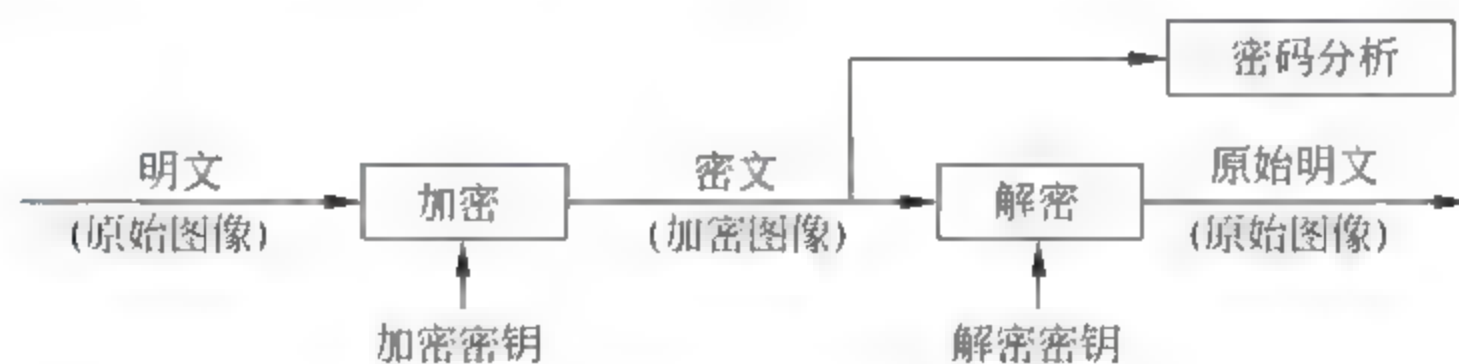 密码分析
明文
密文
原始明文
加密
解密
(原始图像)
(加密图像)
(原始图像)
加密密钥
解密密钥